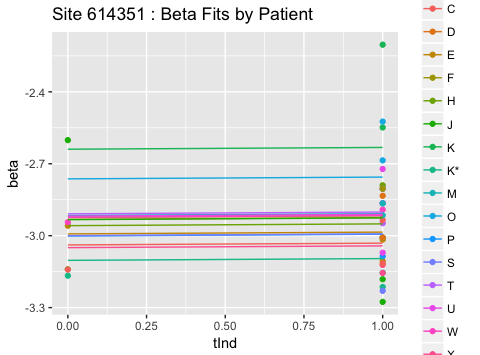 Site 614351 : Beta Fits by Patient
beta
-2.4
-2.7
-3.0
-3.3
0.00 0.25 0.50 0.75 1.00
tInd
C
D
E
F
H
J
K
K*
M
O
P
S
T
U
W